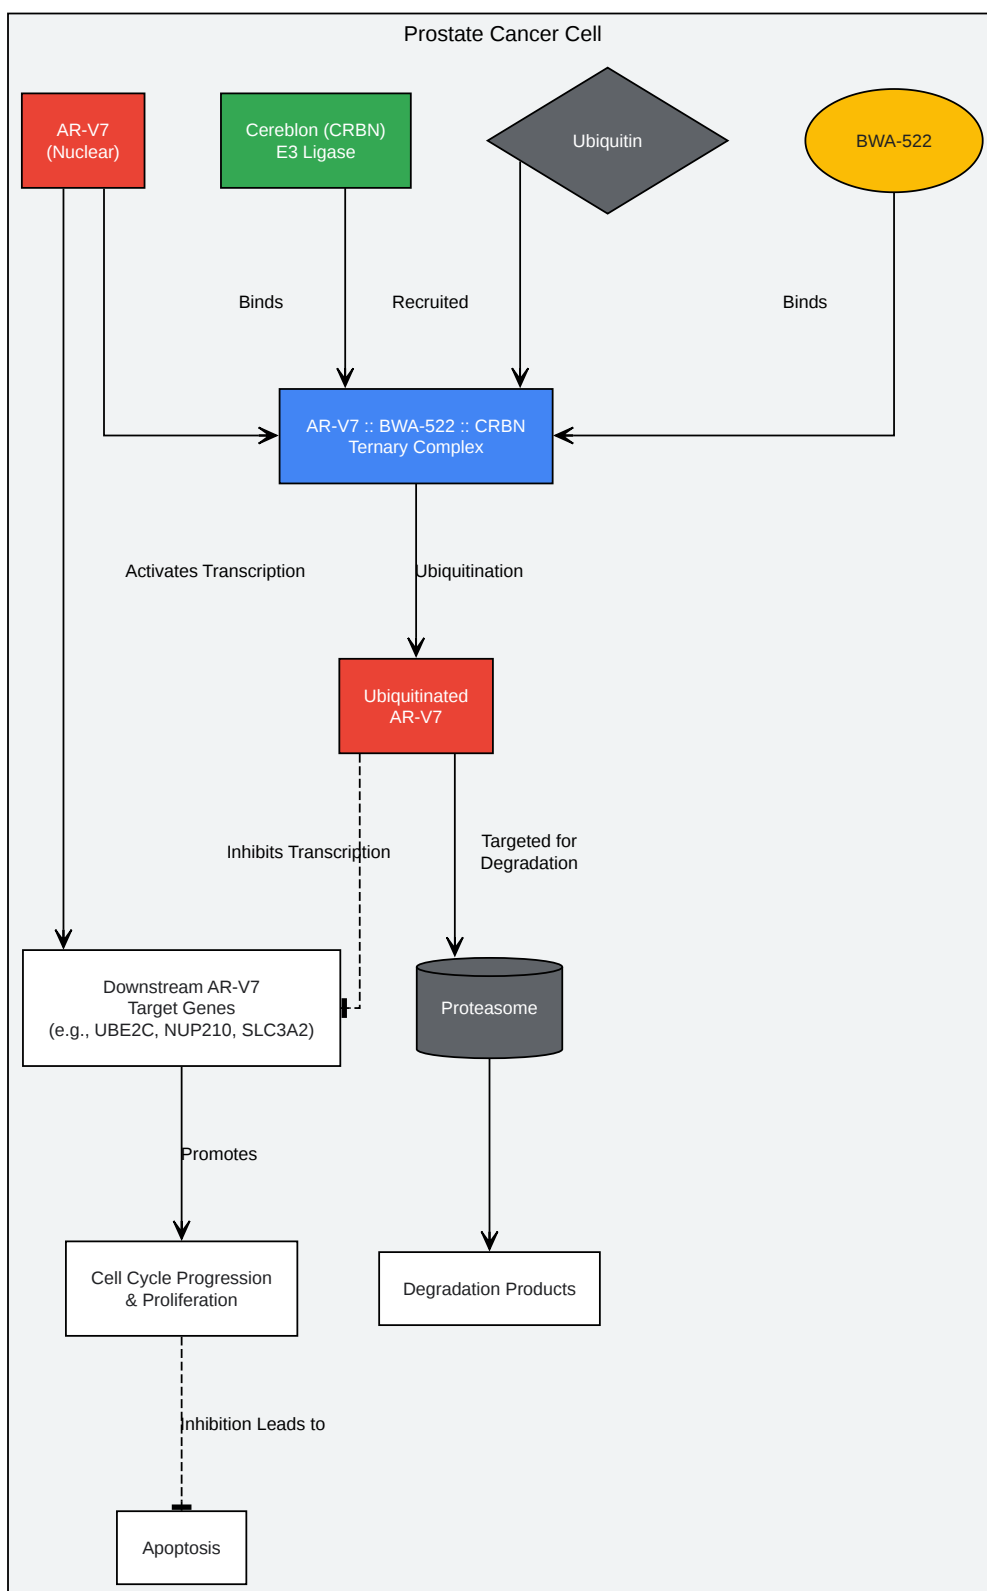 Prostate Cancer Cell
AR-V7
(Nuclear)
Cereblon (CRBN)
E3 Ligase
Ubiquitin
BWA-522
Binds
Recruited
Binds
AR-V7 :: BWA-522 :: CRBN
Ternary Complex
Activates Transcription
Ubiquitination
Ubiquitinated
AR-V7
Inhibits Transcription
Targeted for
Degradation
Downstream AR-V7
Target Genes
(e.g., UBE2C, NUP210, SLC3A2)
Proteasome
Promotes
Cell Cycle Progression
& Proliferation
Degradation Products
Inhibition Leads to
Apoptosis